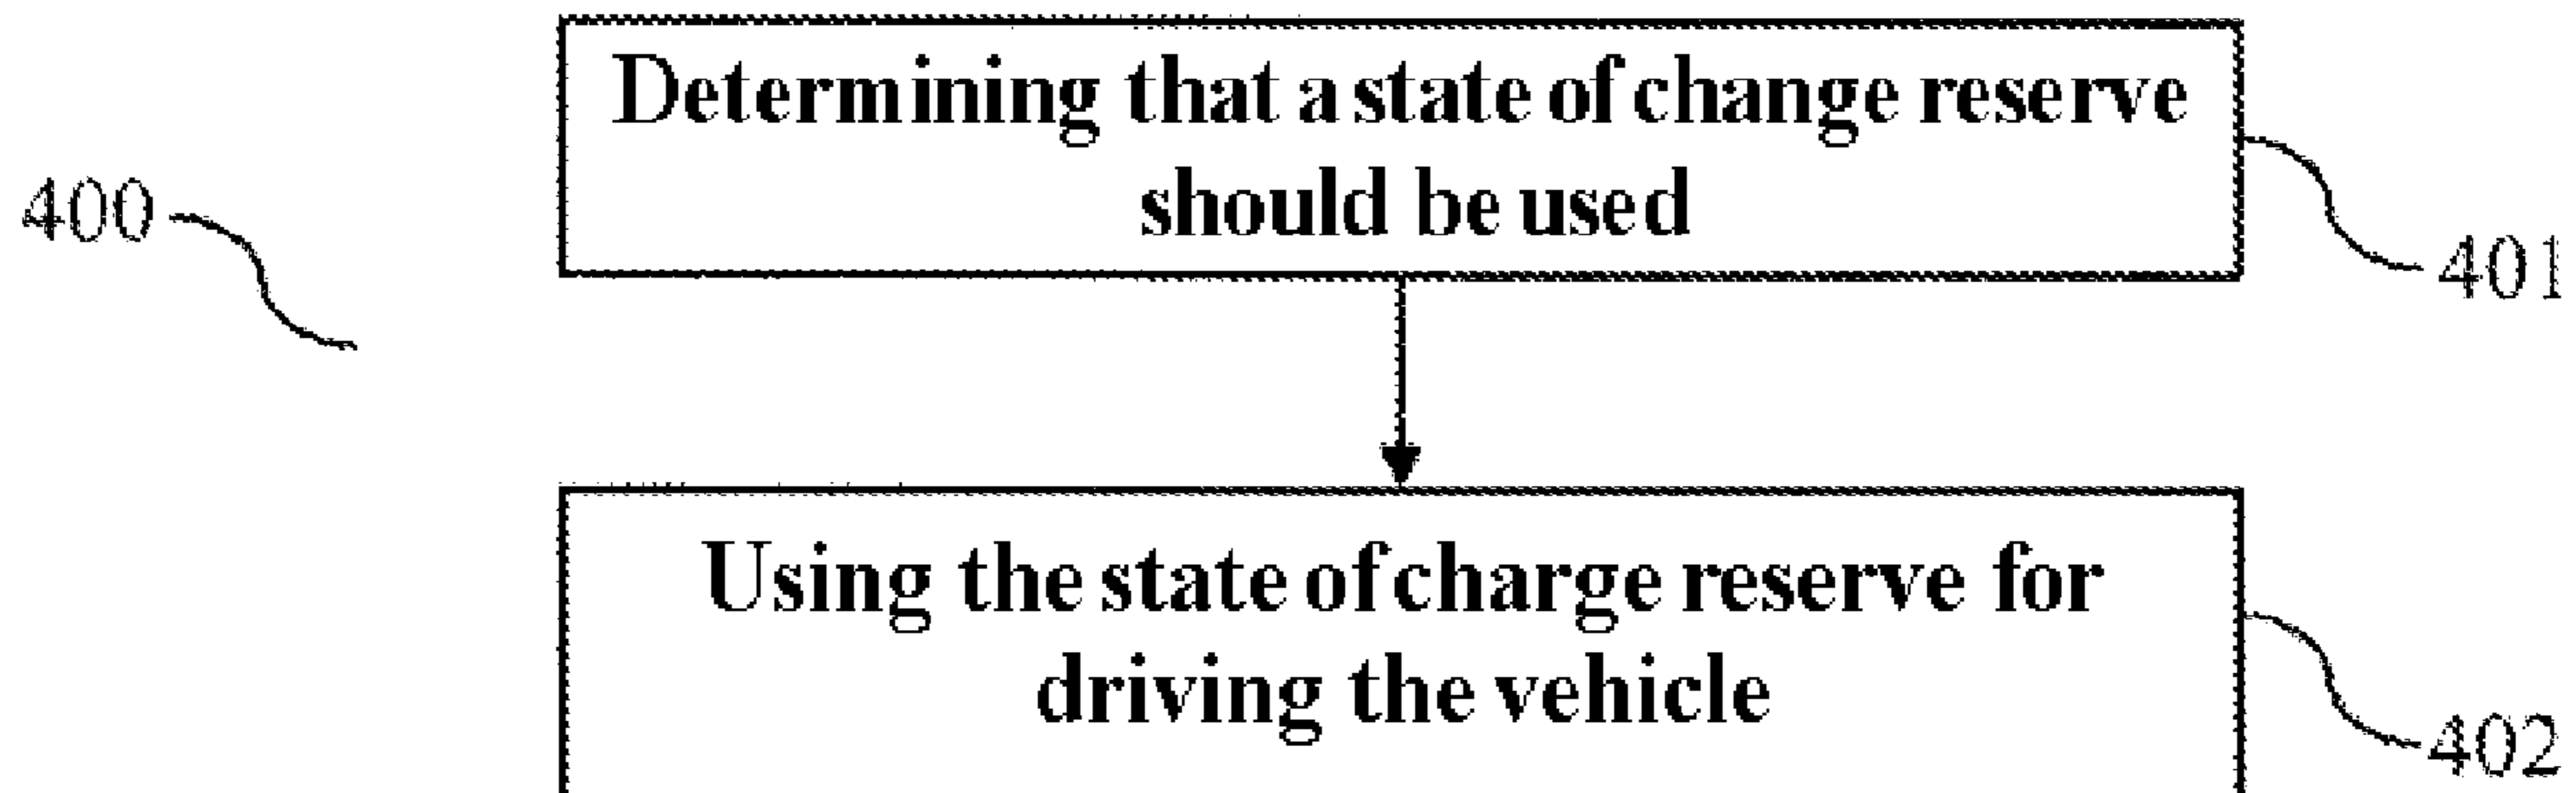 Determining that a state of change reserve
should be used
400
401
Using the state of charge reserve for
driving the vehicle
402